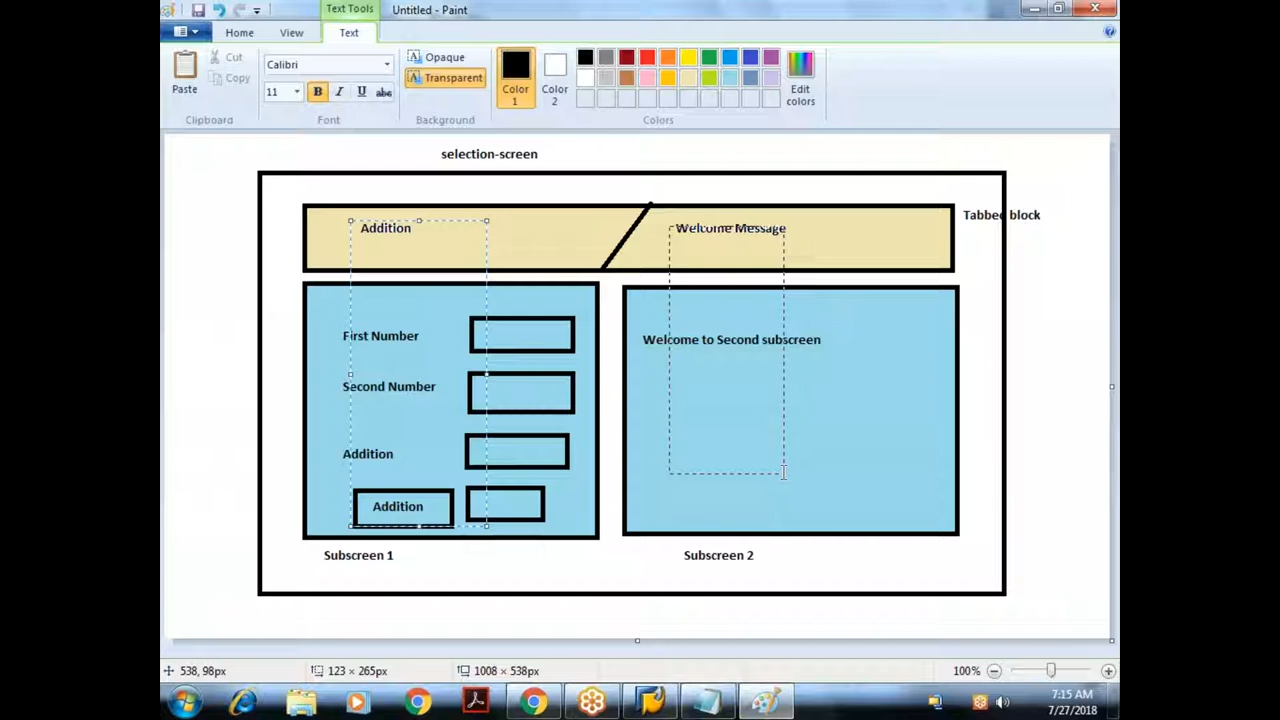 Text Tools
Untitled - Paint
Home
View
Text
Paste
Cut
Copy
Calibri
11
B
I
U
abc
Opaque
Transparent
Color 1
Color 2
Edit colors
Clipboard
Font
Background
Colors
selection-screen
Tabbed block
Addition
Welcome Message
First Number
Second Number
Addition
Addition
Welcome to Second subscreen
Subscreen 1
Subscreen 2
538, 98px
123 × 265px
1008 × 538px
100%
7:15 AM
7/27/2018